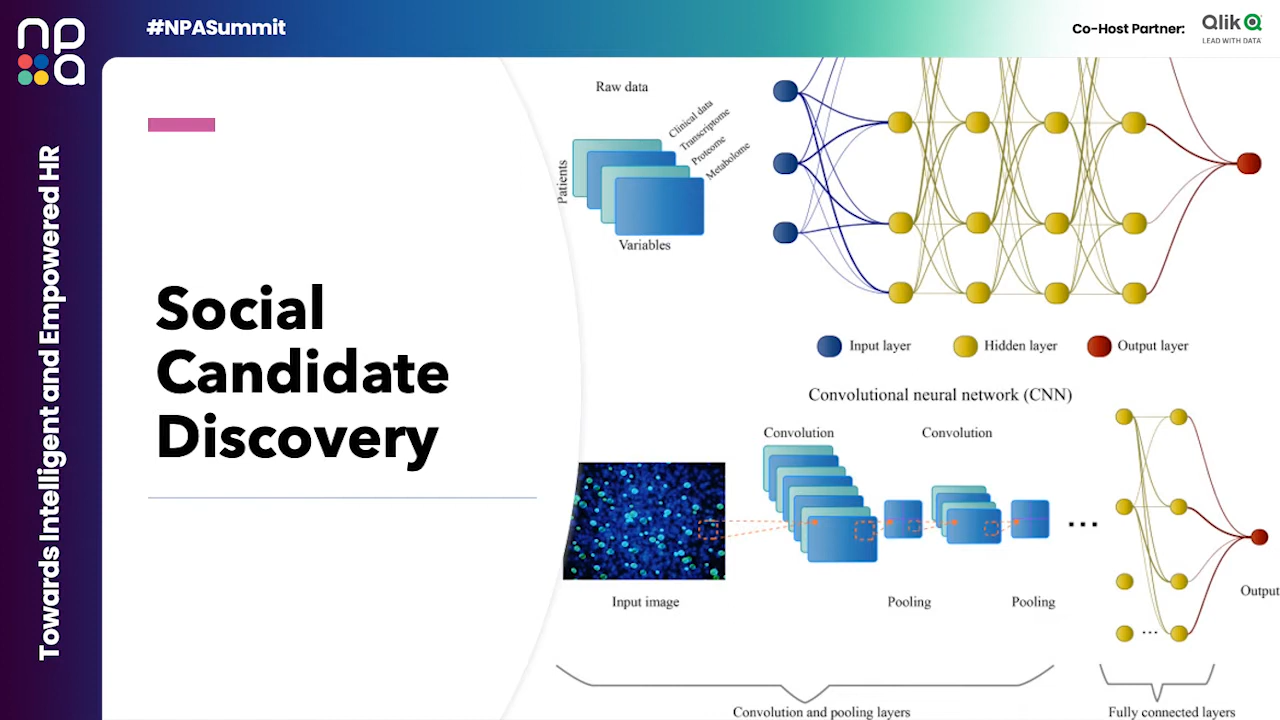 npa
#NPASummit
Co-Host Partner:
Qlik
LEAD WITH DATA
Towards Intelligent and Empowered HR
Social
Candidate
Discovery
Raw data
Clinical data
Transcriptome
Proteome
Metabolome
Patients
Variables
Input layer
Hidden layer
Output layer
Convolutional neural network (CNN)
Convolution
Convolution
Input image
Pooling
Pooling
Output
Convolution and pooling layers
Fully connected layers